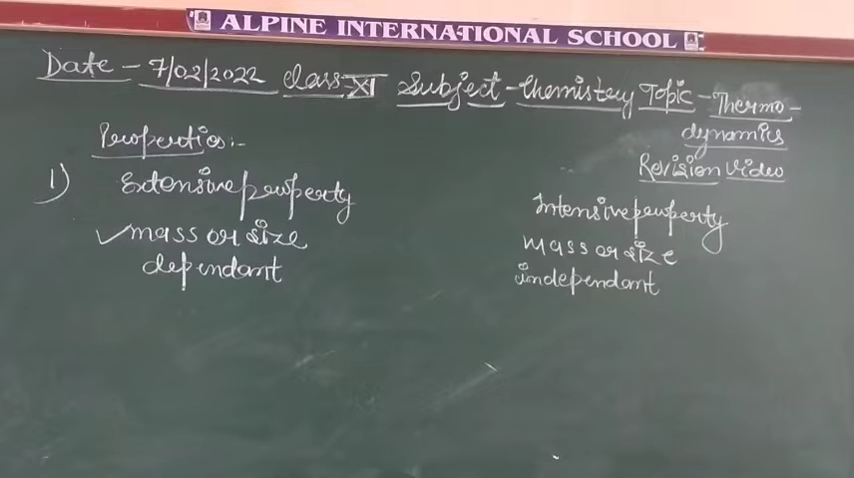 ALPINE INTERNATIONAL SCHOOL
Date - 7/02/2022 Class-XI Subject-Chemistry Topic-Thermo-
dynamics
Revision Video
Properties:-
1) Extensive property
Intensive property
✓mass or size
dependant
mass or size
independant